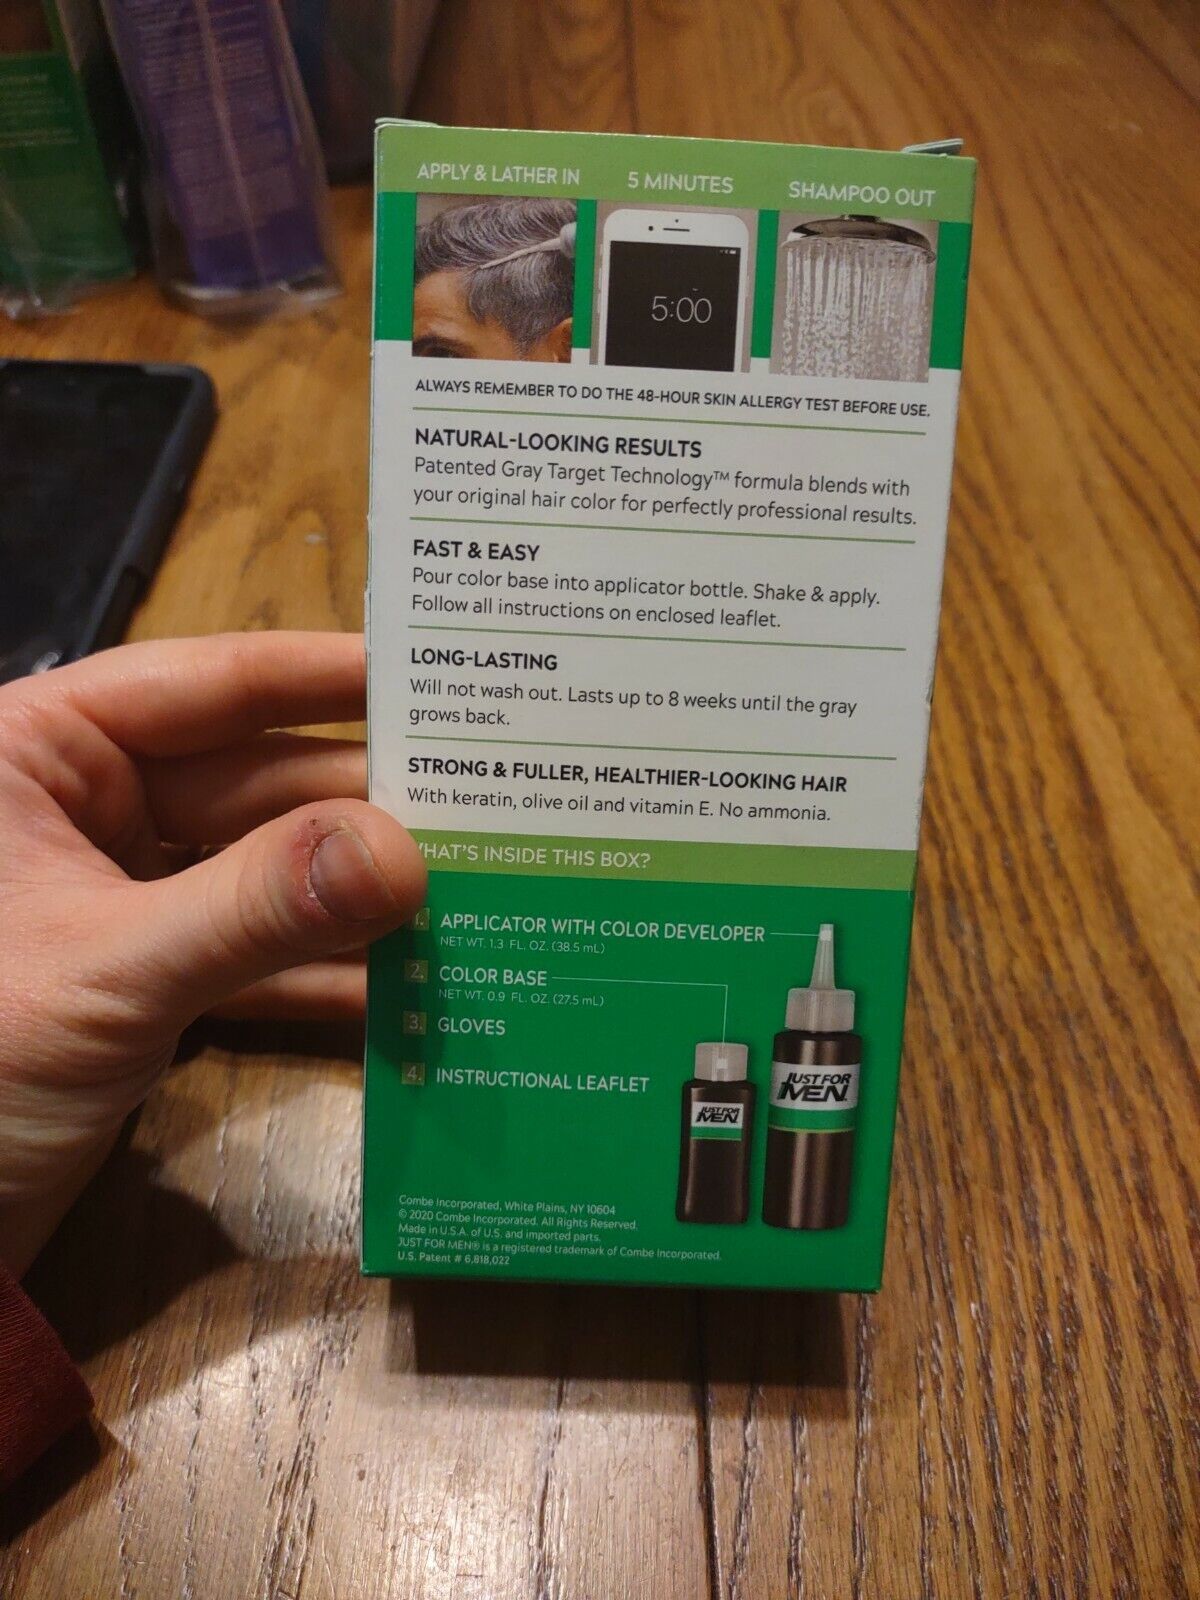 APPLY & LATHER IN
5 MINUTES
SHAMPOO OUT
5:00
ALWAYS REMEMBER TO DO THE 48-HOUR SKIN ALLERGY TEST BEFORE USE.
NATURAL-LOOKING RESULTS
Patented Gray Target Technology™ formula blends with
your original hair color for perfectly professional results.
FAST & EASY
Pour color base into applicator bottle. Shake & apply.
Follow all instructions on enclosed leaflet.
LONG-LASTING
Will not wash out. Lasts up to 8 weeks until the gray
grows back.
STRONG & FULLER, HEALTHIER-LOOKING HAIR
With keratin, olive oil and vitamin E. No ammonia.
HAT'S INSIDE THIS BOX?
1. APPLICATOR WITH COLOR DEVELOPER
NET WT. 1.3 FL. OZ. (38.5 mL)
2. COLOR BASE
NET WT. 0.9 FL. OZ. (27.5 mL)
3. GLOVES
4. INSTRUCTIONAL LEAFLET
JUST FOR
MEN
JUST FOR
MEN
Combe Incorporated, White Plains, NY 10604
© 2020 Combe Incorporated. All Rights Reserved.
Made in U.S.A. of U.S. and imported parts.
JUST FOR MEN® is a registered trademark of Combe Incorporated.
U.S. Patent # 6,818,022